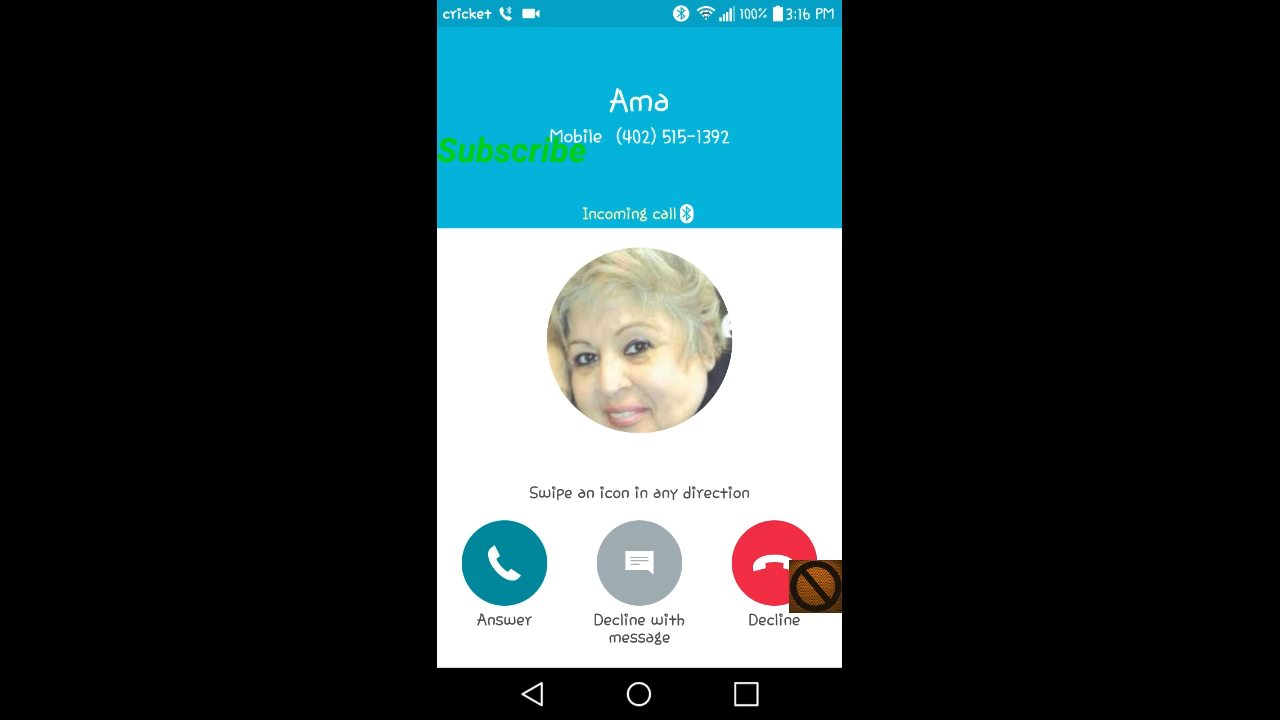 cricket 100% 3:16 PM
Ama
Mobile (402) 515-1392
Subscribe
Incoming call
Swipe an icon in any direction
Answer
Decline with
message
Decline